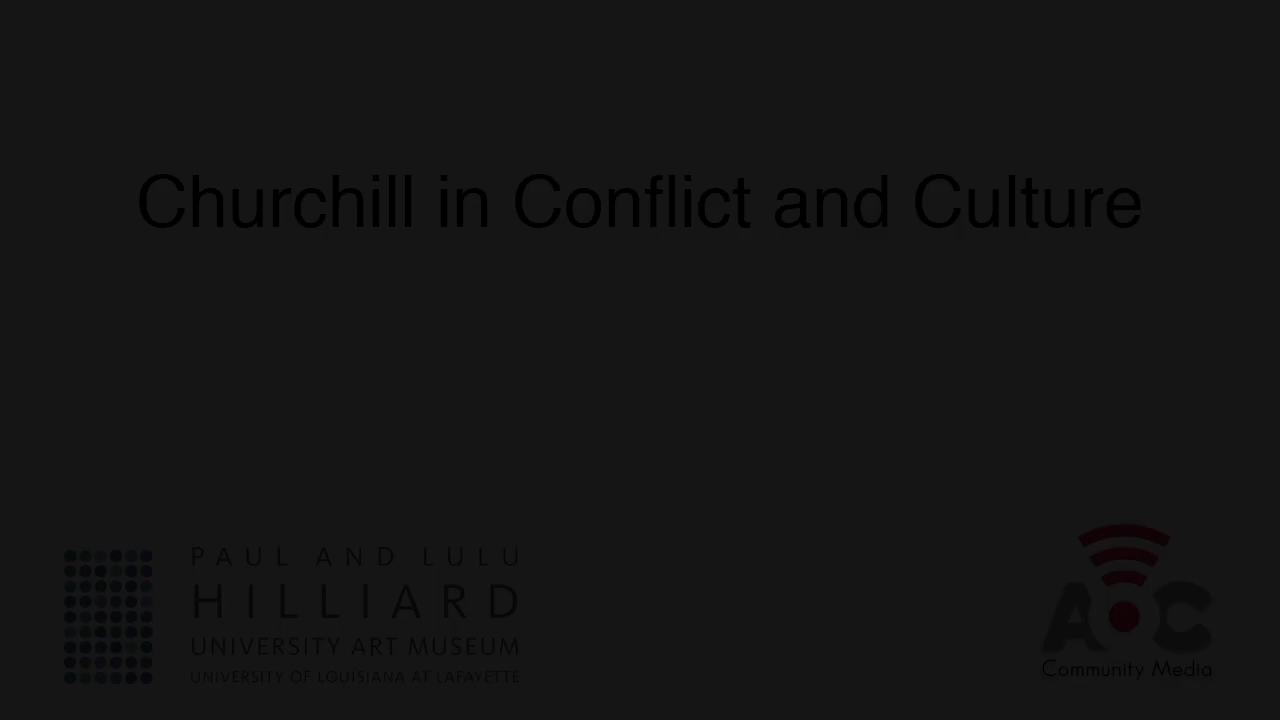 Churchill in Conflict and Culture
PAUL AND LULU
HILLIARD
UNIVERSITY ART MUSEUM
UNIVERSITY OF LOUISIANA AT LAFAYETTE
AOC
Community Media